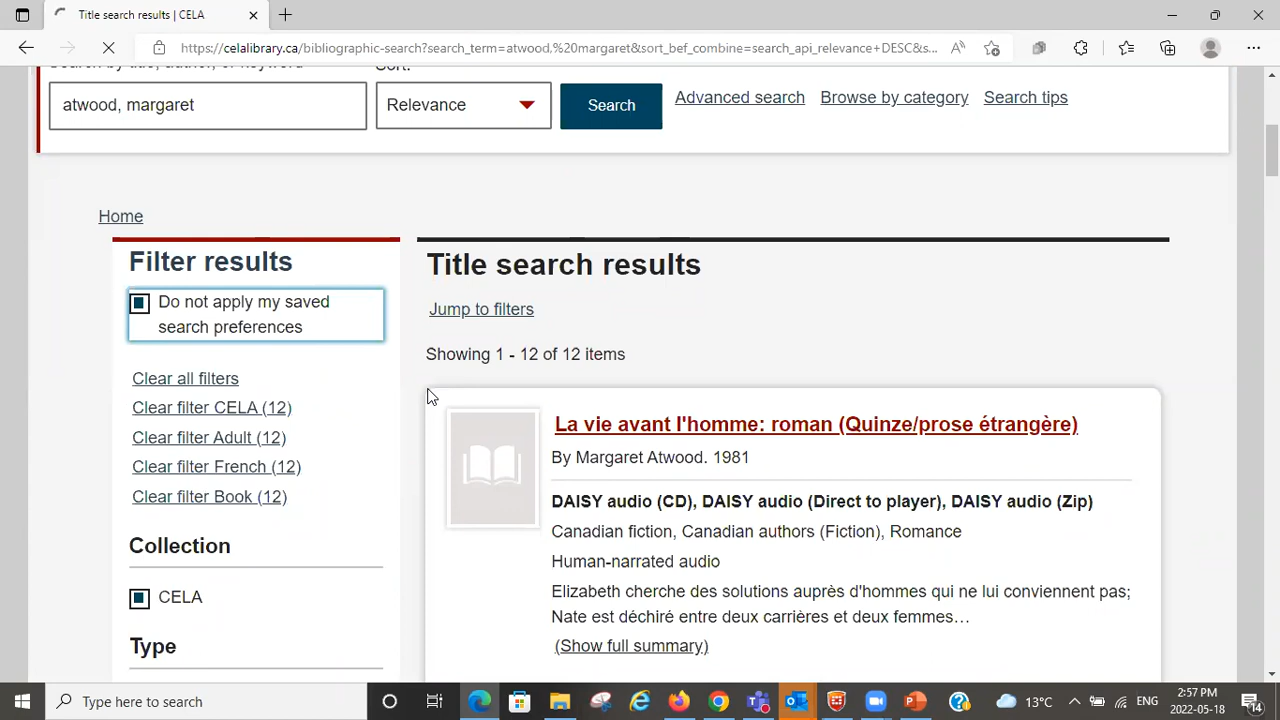 Title search results | CELA
https://celalibrary.ca/bibliographic-search?search_term=atwood,%20margaret&sort_bef_combine=search_api_relevance+DESC&s...
Sort:
atwood, margaret
Relevance
Search
Advanced search
Browse by category
Search tips
Home
Filter results
Do not apply my saved
search preferences
Clear all filters
Clear filter CELA (12)
Clear filter Adult (12)
Clear filter French (12)
Clear filter Book (12)
Collection
CELA
Type
Title search results
Jump to filters
Showing 1 - 12 of 12 items
La vie avant l'homme: roman (Quinze/prose étrangère)
By Margaret Atwood. 1981
DAISY audio (CD), DAISY audio (Direct to player), DAISY audio (Zip)
Canadian fiction, Canadian authors (Fiction), Romance
Human-narrated audio
Elizabeth cherche des solutions auprès d'hommes qui ne lui conviennent pas;
Nate est déchiré entre deux carrières et deux femmes…
(Show full summary)
Type here to search
13°C
ENG
2:57 PM
2022-05-18
14